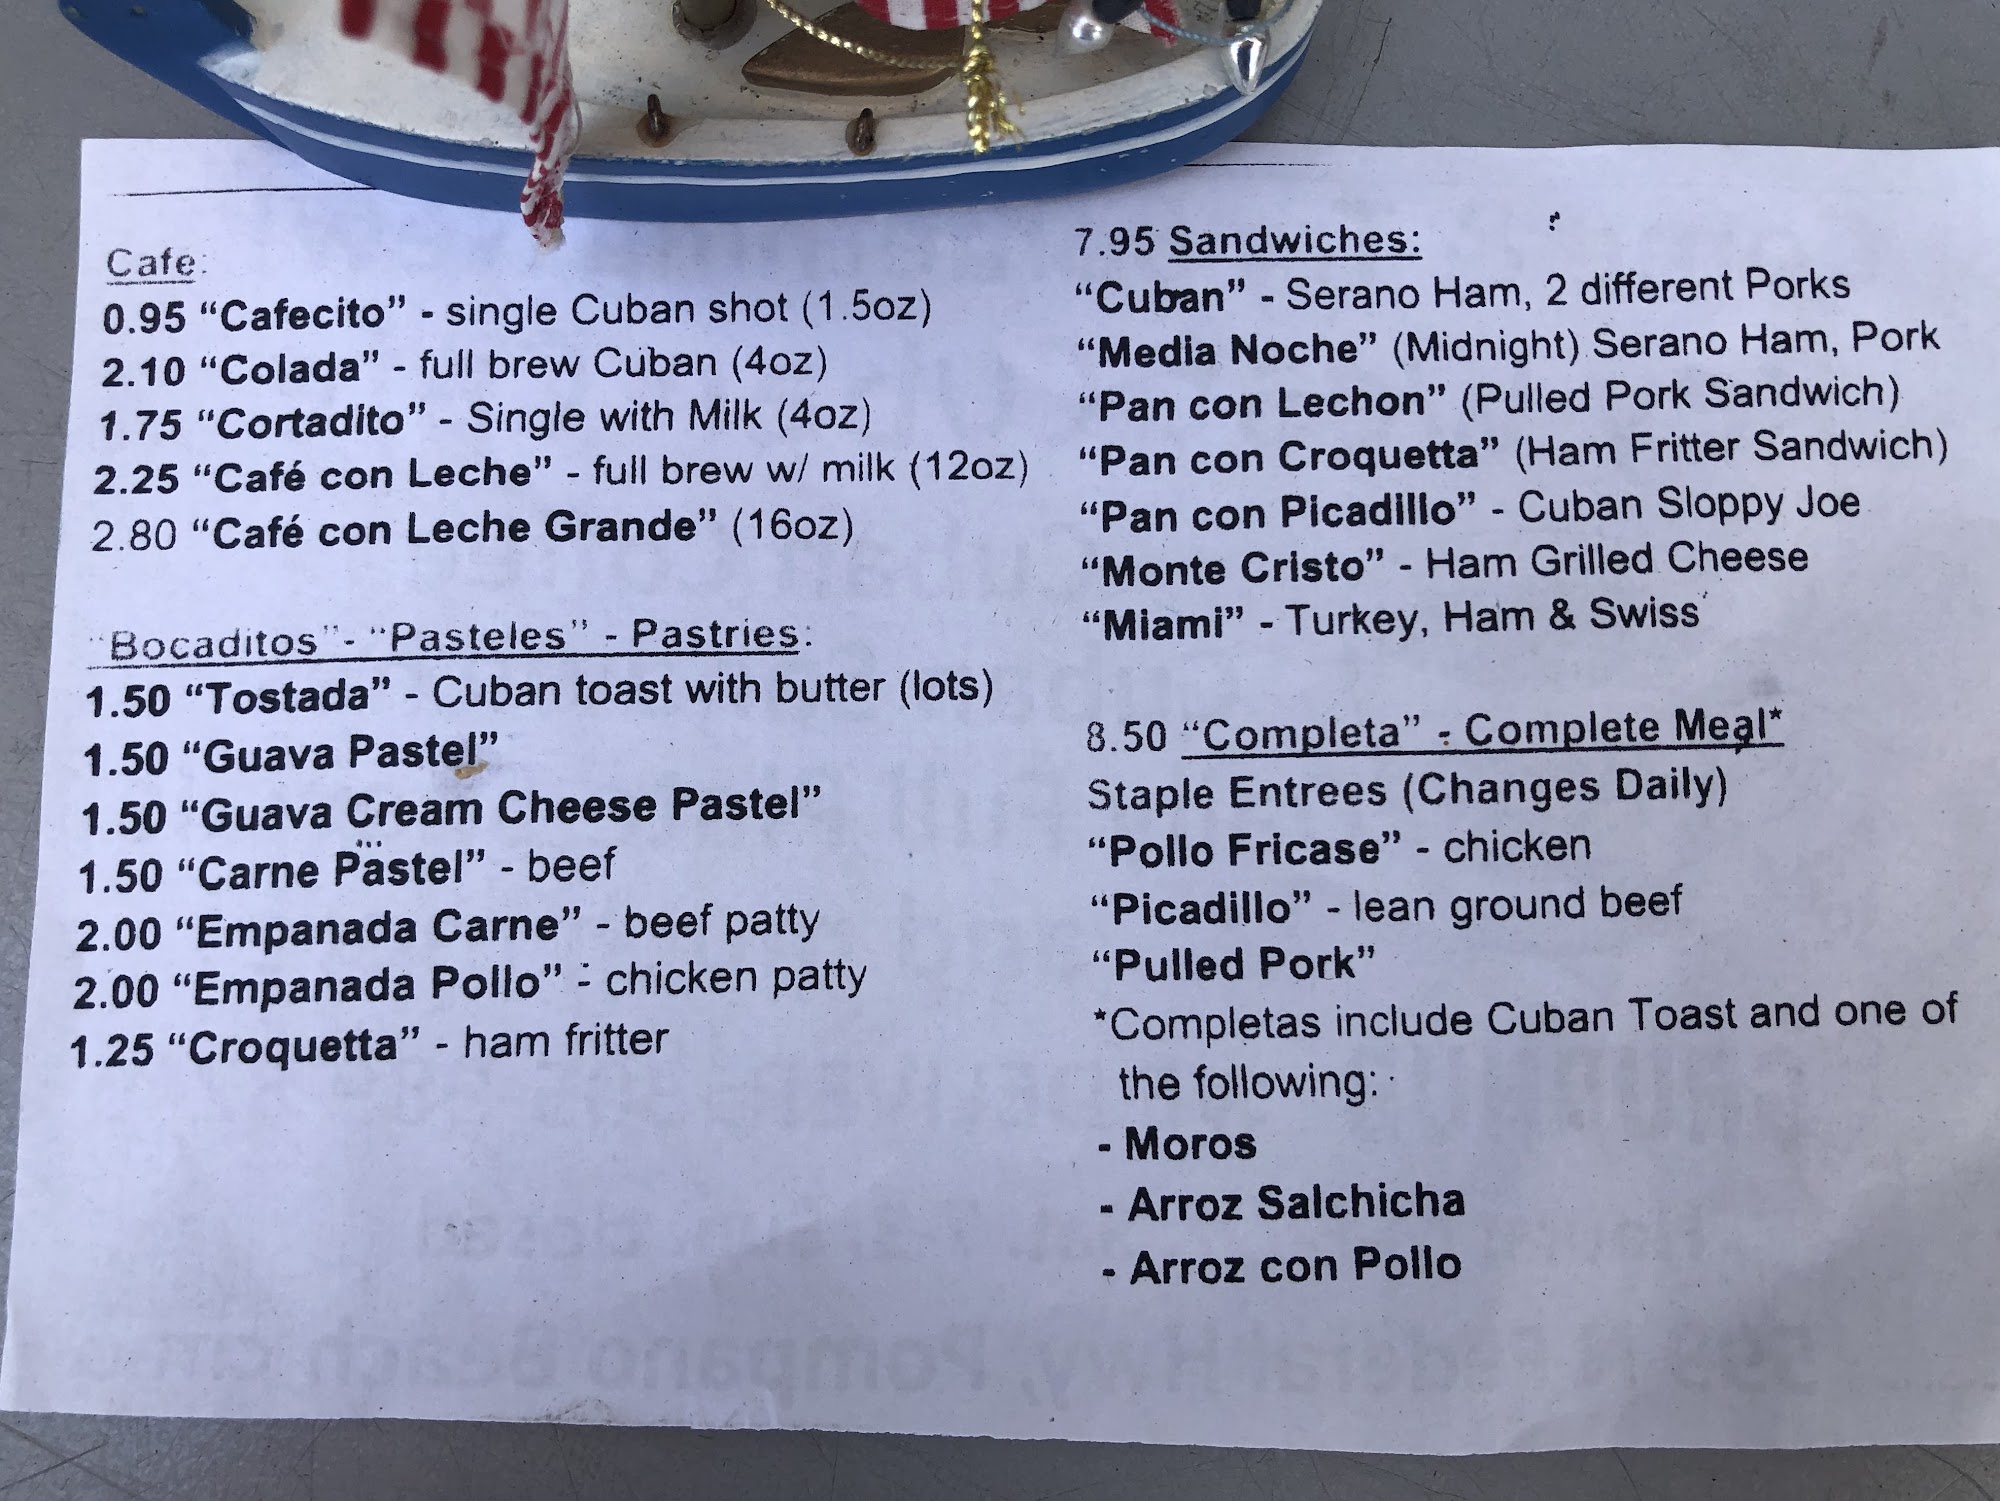 Cafe:
0.95 “Cafecito” - single Cuban shot (1.5oz)
2.10 “Colada” - full brew Cuban (4oz)
1.75 “Cortadito” - Single with Milk (4oz)
2.25 “Café con Leche” - full brew w/ milk (12oz)
2.80 “Café con Leche Grande” (16oz)
“Bocaditos”- “Pasteles” - Pastries:
1.50 “Tostada” - Cuban toast with butter (lots)
1.50 “Guava Pastel”
1.50 “Guava Cream Cheese Pastel”
1.50 “Carne Pastel” - beef
2.00 “Empanada Carne” - beef patty
2.00 “Empanada Pollo” - chicken patty
1.25 “Croquetta” - ham fritter
7.95 Sandwiches:
“Cuban” - Serano Ham, 2 different Porks
“Media Noche” (Midnight) Serano Ham, Pork
“Pan con Lechon” (Pulled Pork Sandwich)
“Pan con Croquetta” (Ham Fritter Sandwich)
“Pan con Picadillo” - Cuban Sloppy Joe
“Monte Cristo” - Ham Grilled Cheese
“Miami” - Turkey, Ham & Swiss
8.50 “Completa” - Complete Meal*
Staple Entrees (Changes Daily)
“Pollo Fricase” - chicken
“Picadillo” - lean ground beef
“Pulled Pork”
*Completas include Cuban Toast and one of
the following:
- Moros
- Arroz Salchicha
- Arroz con Pollo